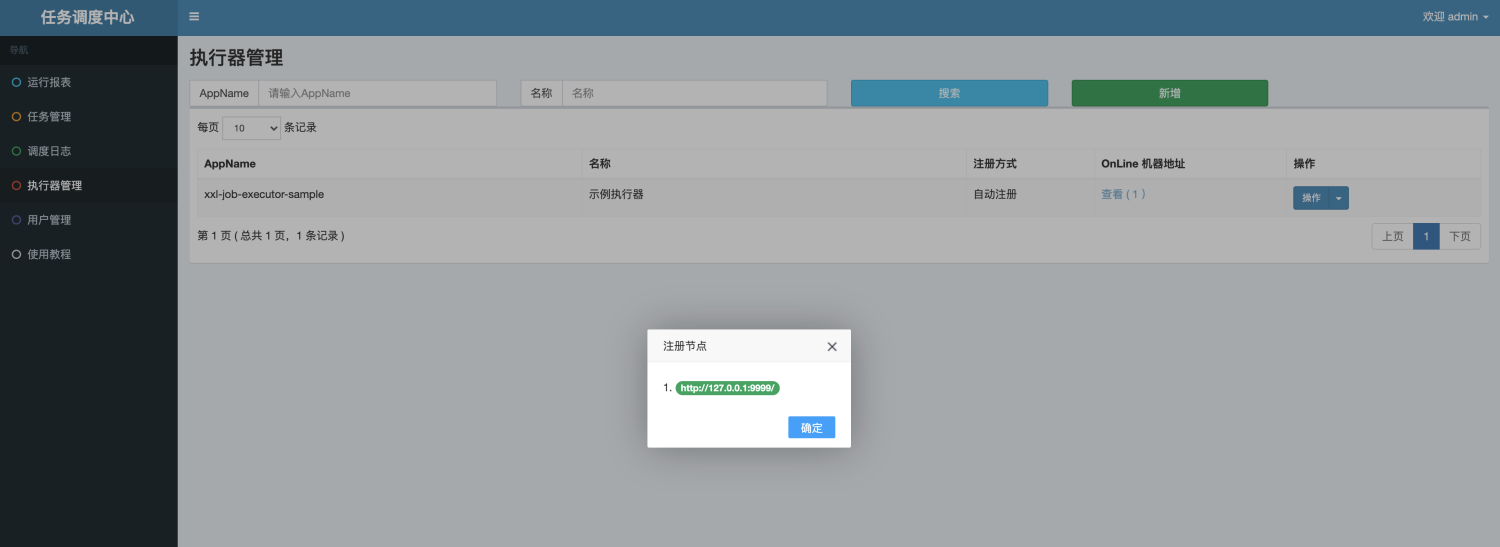 任务调度中心
欢迎 admin
导航
运行报表
任务管理
调度日志
执行器管理
用户管理
使用教程
执行器管理
AppName 请输入AppName 名称 名称 搜索 新增
每页 10 条记录
AppName 名称 注册方式 OnLine 机器地址 操作
xxl-job-executor-sample 示例执行器 自动注册 查看 ( 1 ) 操作
第 1 页 ( 总共 1 页，1 条记录 ) 上页 1 下页
注册节点
1. http://127.0.0.1:9999/
确定